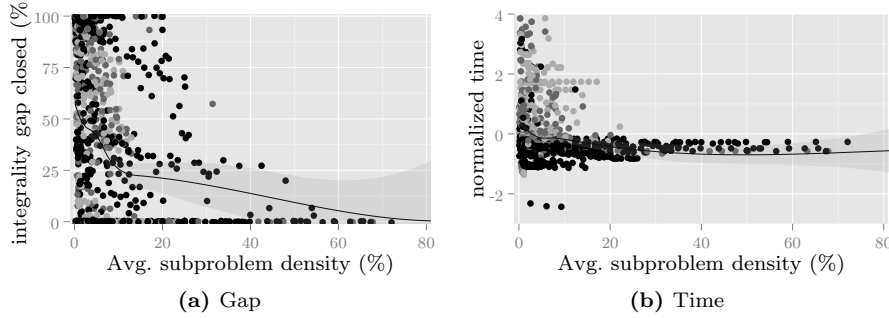 100
75
50
25
0
integrality gap closed (%
0 20 40 60 80
Avg. subproblem density (%)
(a) Gap
4
2
0
-2
normalized time
0 20 40 60 80
Avg. subproblem density (%)
(b) Time